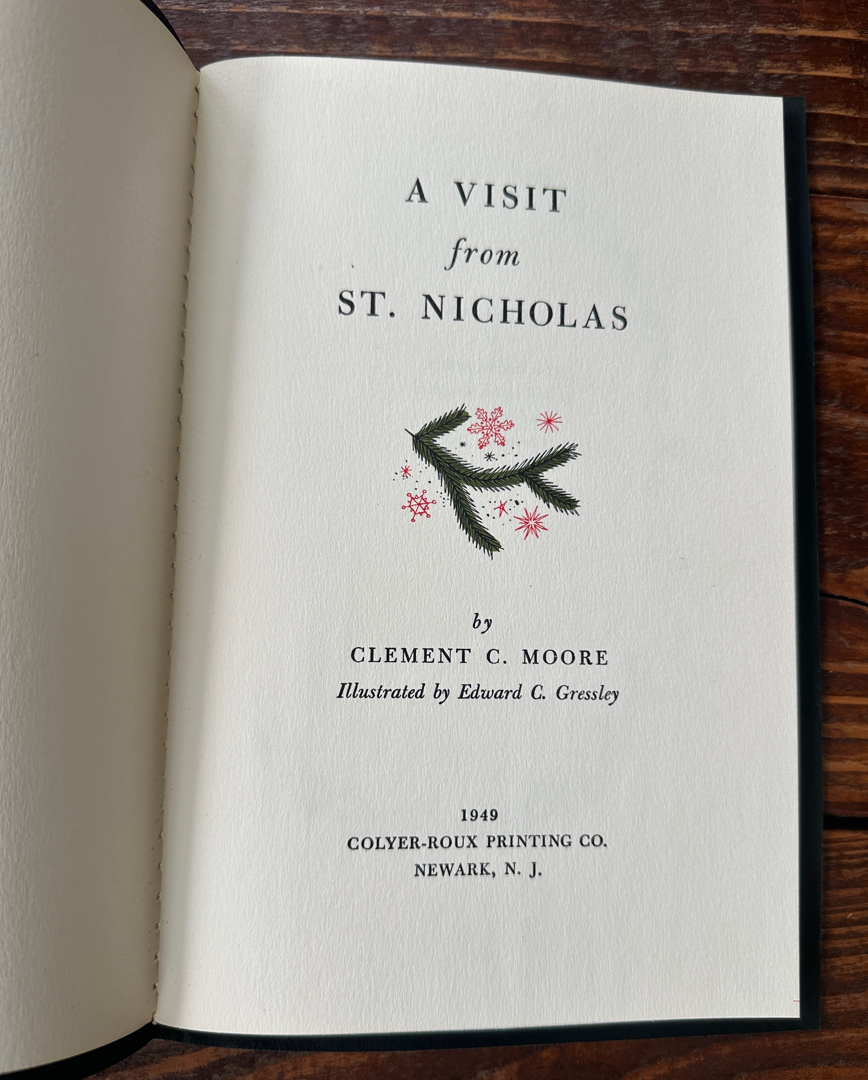 A VISIT
from
ST. NICHOLAS
by
CLEMENT C. MOORE
Illustrated by Edward C. Gressley
1949
COLYER-ROUX PRINTING CO.
NEWARK, N. J.